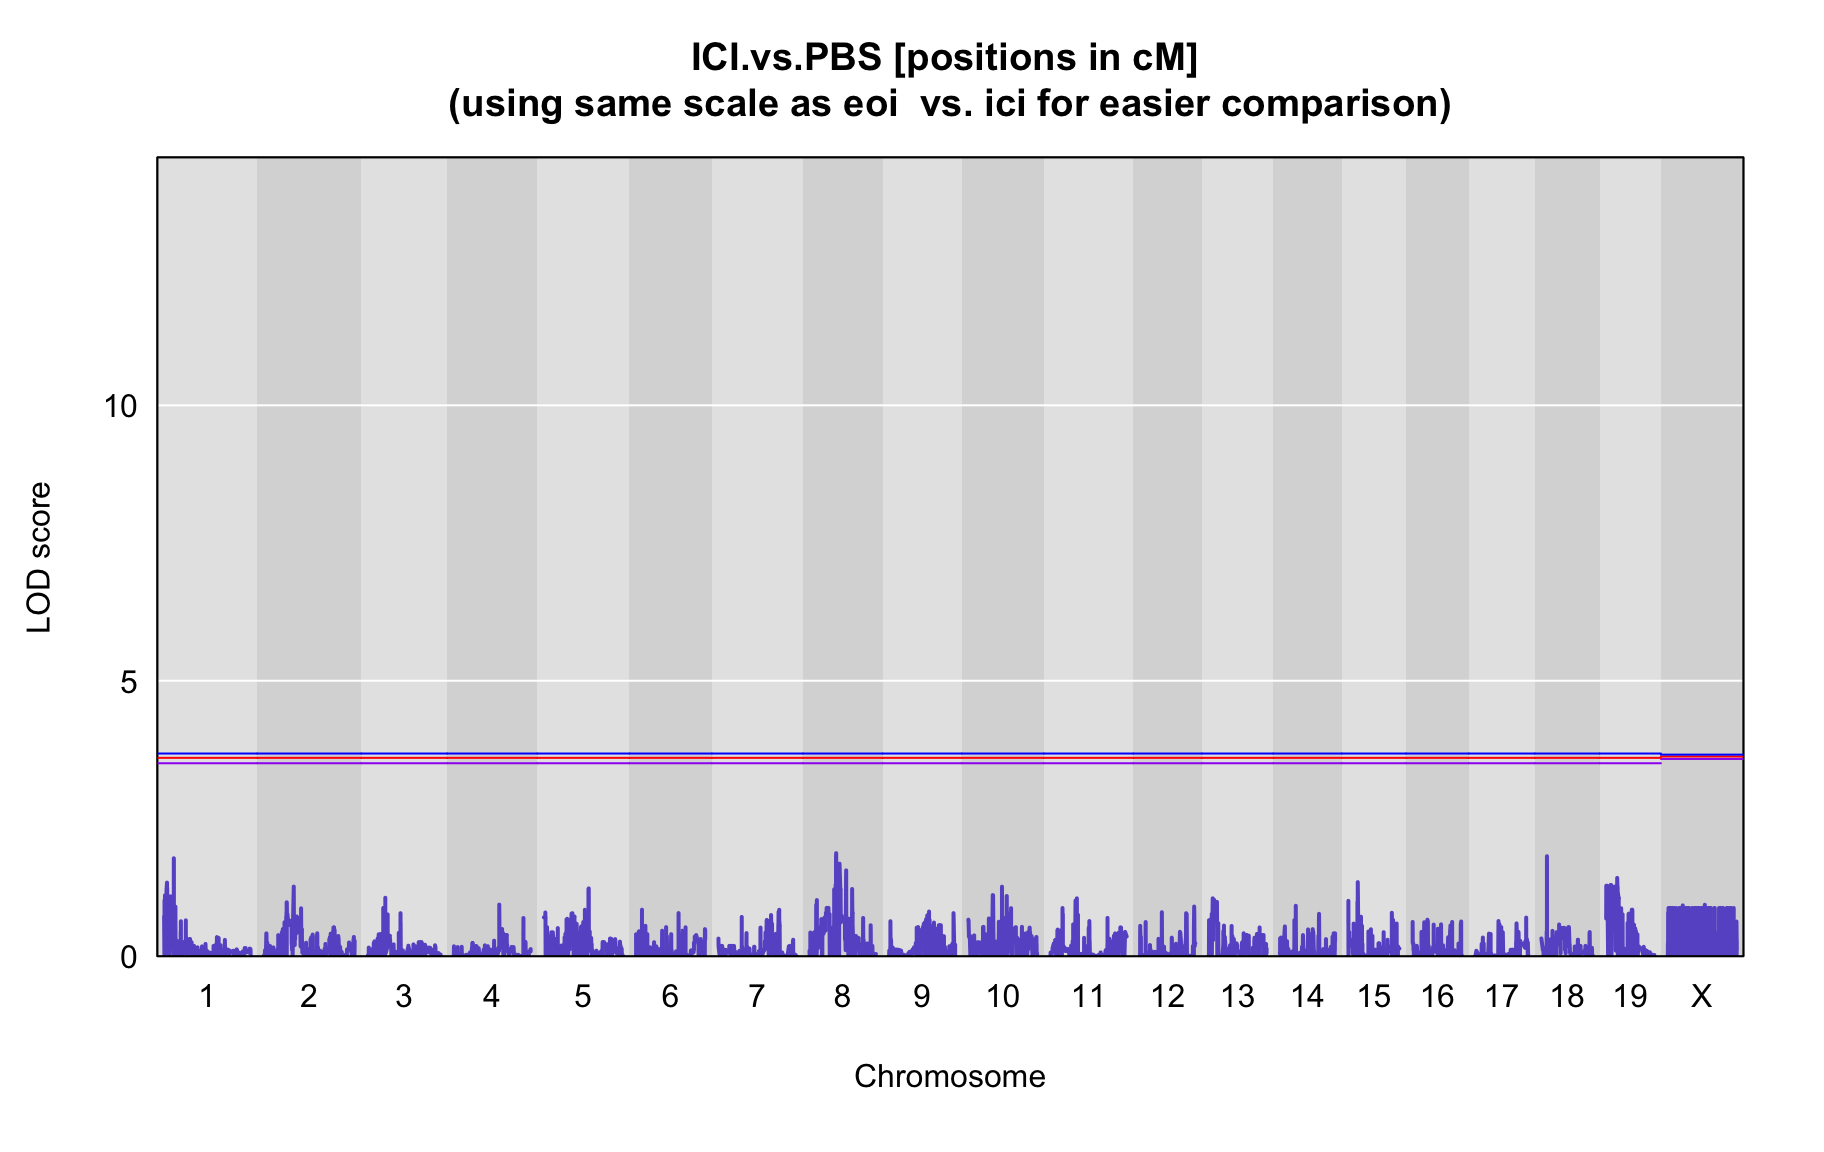 ICI.vs.PBS [positions in cM]
(using same scale as eoi  vs. ici for easier comparison)
10
5
0
LOD score
1 2 3 4 5 6 7 8 9 10 11 12 13 14 15 16 17 18 19 X
Chromosome